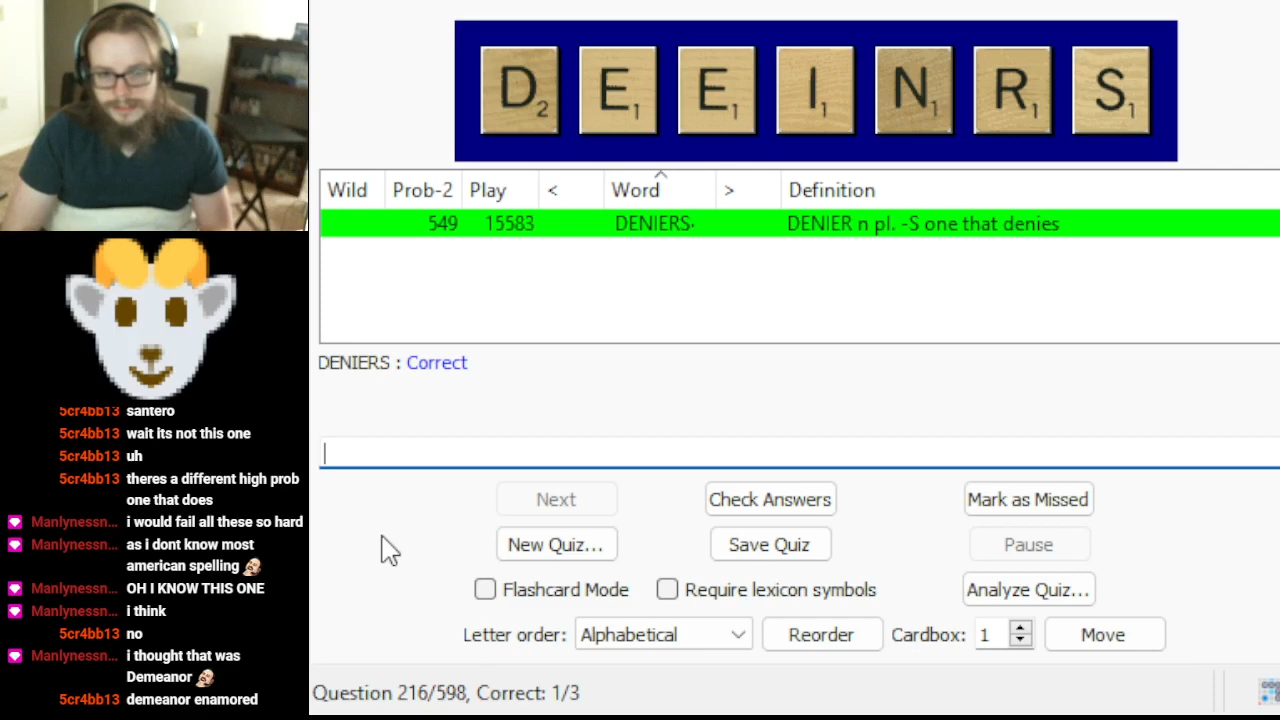 D2 E1 E1 I1 N1 R1 S1
Wild Prob-2 Play < Word > Definition
549 15583 DENIERS· DENIER n pl. -S one that denies
DENIERS : Correct
Next Check Answers Mark as Missed
New Quiz... Save Quiz Pause
Flashcard Mode Require lexicon symbols Analyze Quiz...
Letter order: Alphabetical Reorder Cardbox: 1 Move
Question 216/598, Correct: 1/3
5cr4bb13 santero
5cr4bb13 wait its not this one
5cr4bb13 uh
5cr4bb13 theres a different high prob
one that does
Manlynessn... i would fail all these so hard
Manlynessn... as i dont know most
american spelling
Manlynessn... OH I KNOW THIS ONE
Manlynessn... i think
5cr4bb13 no
Manlynessn... i thought that was
Demeanor
5cr4bb13 demeanor enamored